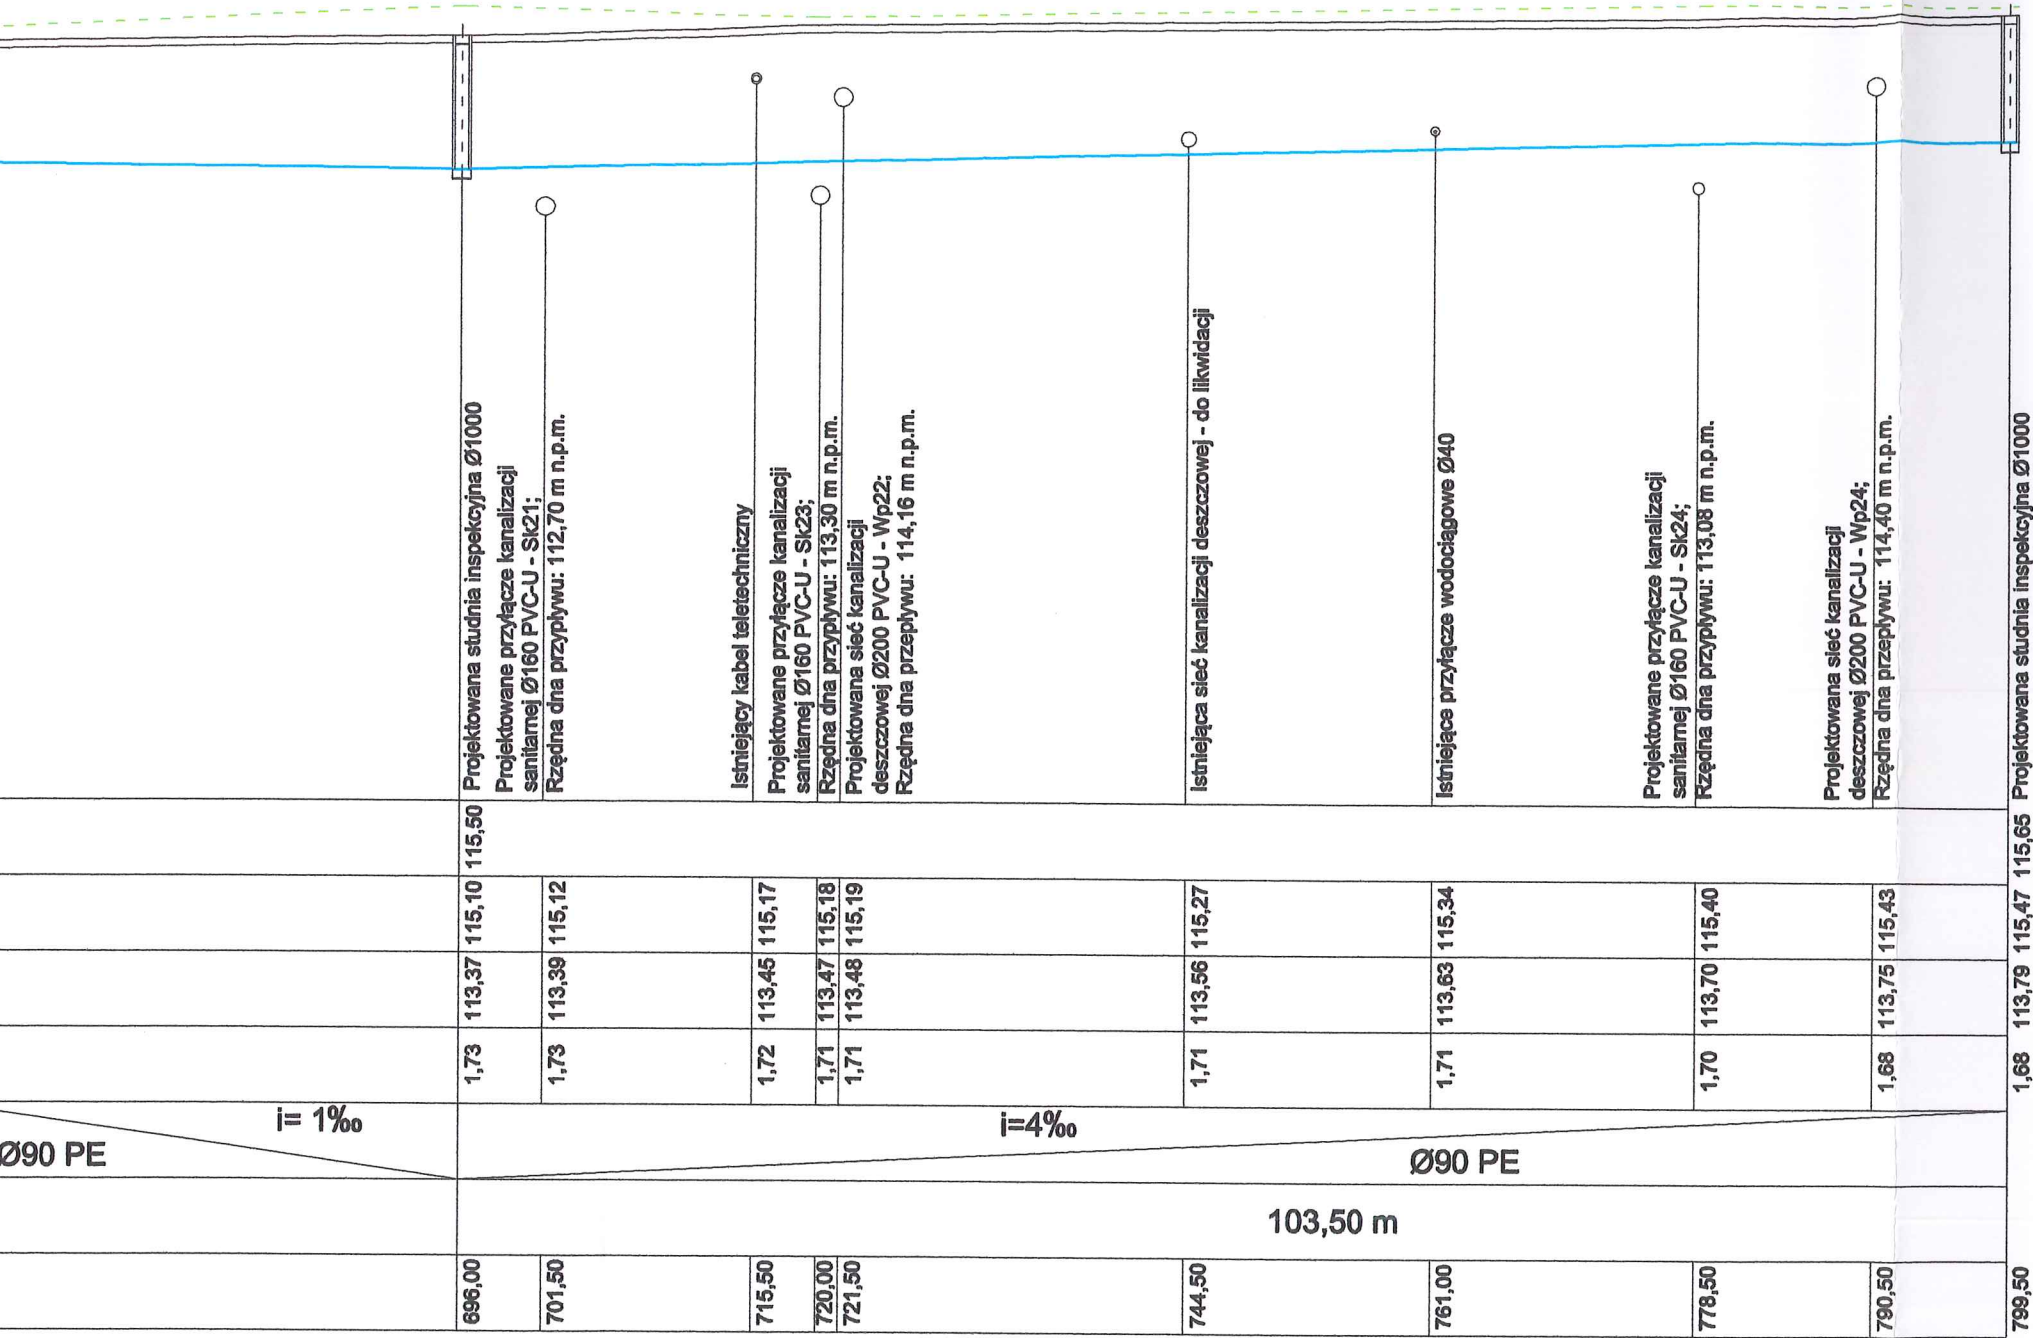 Projektowana studnia inspekcyjna Ø1000
Projektowane przyłącze kanalizacji
sanitarnej Ø160 PVC-U - Sk21;
Rzędna dna przypływu: 112,70 m n.p.m.
Istniejący kabel teletechniczny
Projektowane przyłącze kanalizacji
sanitarnej Ø160 PVC-U - Sk23;
Rzędna dna przypływu: 113,30 m n.p.m.
Projektowana sieć kanalizacji
deszczowej Ø200 PVC-U - Wp22;
Rzędna dna przepływu: 114,16 m n.p.m.
Istniejąca sieć kanalizacji deszczowej - do likwidacji
Istniejące przyłącze wodociągowe Ø40
Projektowane przyłącze kanalizacji
sanitarnej Ø160 PVC-U - Sk24;
Rzędna dna przypływu: 113,08 m n.p.m.
Projektowana sieć kanalizacji
deszczowej Ø200 PVC-U - Wp24;
Rzędna dna przepływu: 114,40 m n.p.m.
Projektowana studnia inspekcyjna Ø1000
115,50 115,65
115,10 115,12 115,17 115,18 115,19 115,27 115,34 115,40 115,43 115,47
113,37 113,39 113,45 113,47 113,48 113,56 113,63 113,70 113,75 113,79
1,73 1,73 1,72 1,71 1,71 1,71 1,71 1,70 1,68 1,68
i= 1‰ i=4‰
Ø90 PE Ø90 PE
103,50 m
696,00 701,50 715,50 720,00 721,50 744,50 761,00 778,50 790,50 799,50